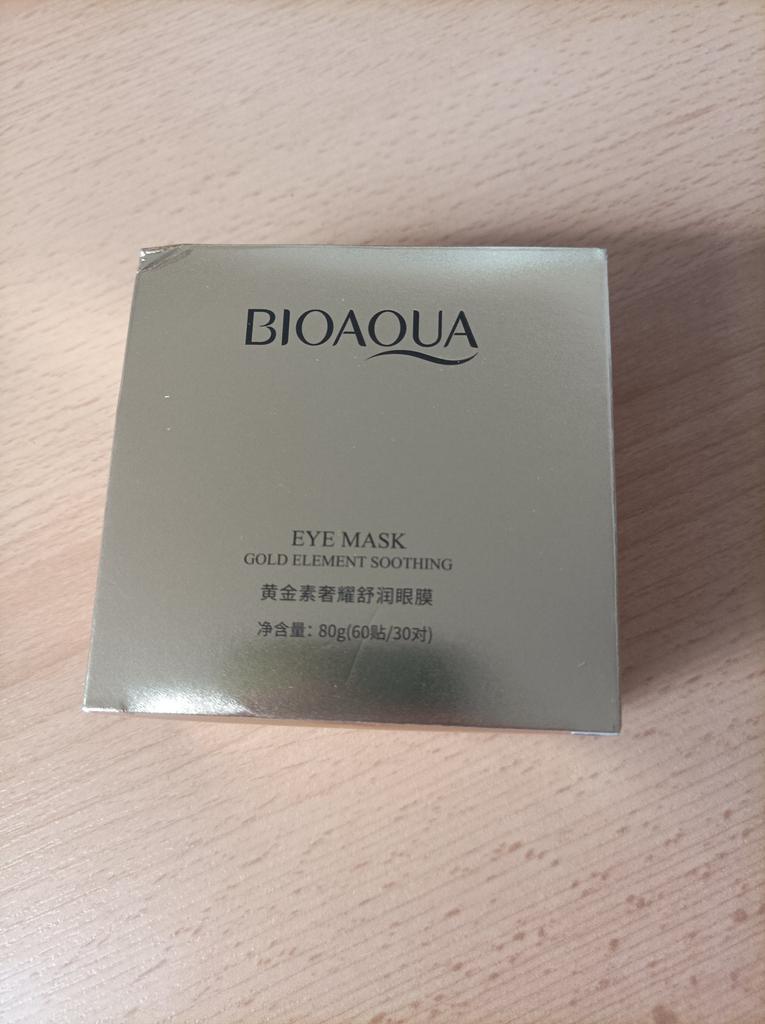 BIOAQUA
EYE MASK
GOLD ELEMENT SOOTHING
黄金素奢耀舒润眼膜
净含量：80g(60贴/30对)